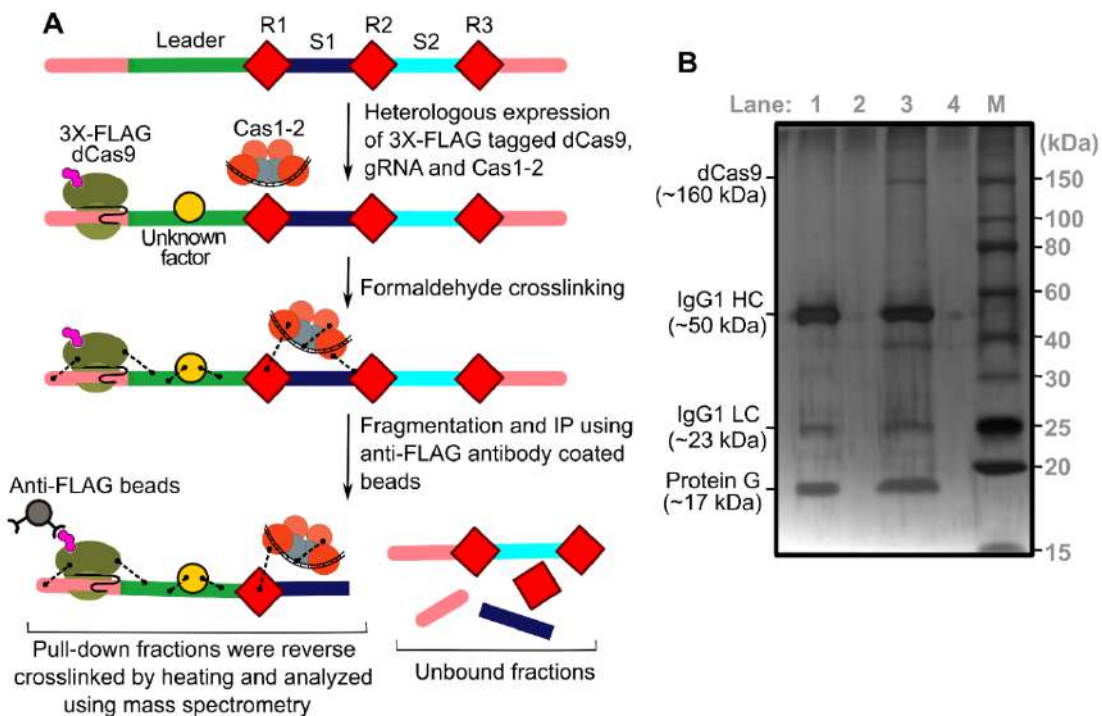 A
Leader
R1
S1
R2
S2
R3
3X-FLAG
dCas9
Cas1-2
Heterologous expression
of 3X-FLAG tagged dCas9,
gRNA and Cas1-2
Unknown
factor
Formaldehyde crosslinking
Fragmentation and IP using
anti-FLAG antibody coated
beads
Anti-FLAG beads
Pull-down fractions were reverse
crosslinked by heating and analyzed
using mass spectrometry
Unbound fractions
B
Lane: 1 2 3 4 M
(kDa)
dCas9
(~160 kDa)
IgG1 HC
(~50 kDa)
IgG1 LC
(~23 kDa)
Protein G
(~17 kDa)
150
100
80
60
50
40
30
25
20
15